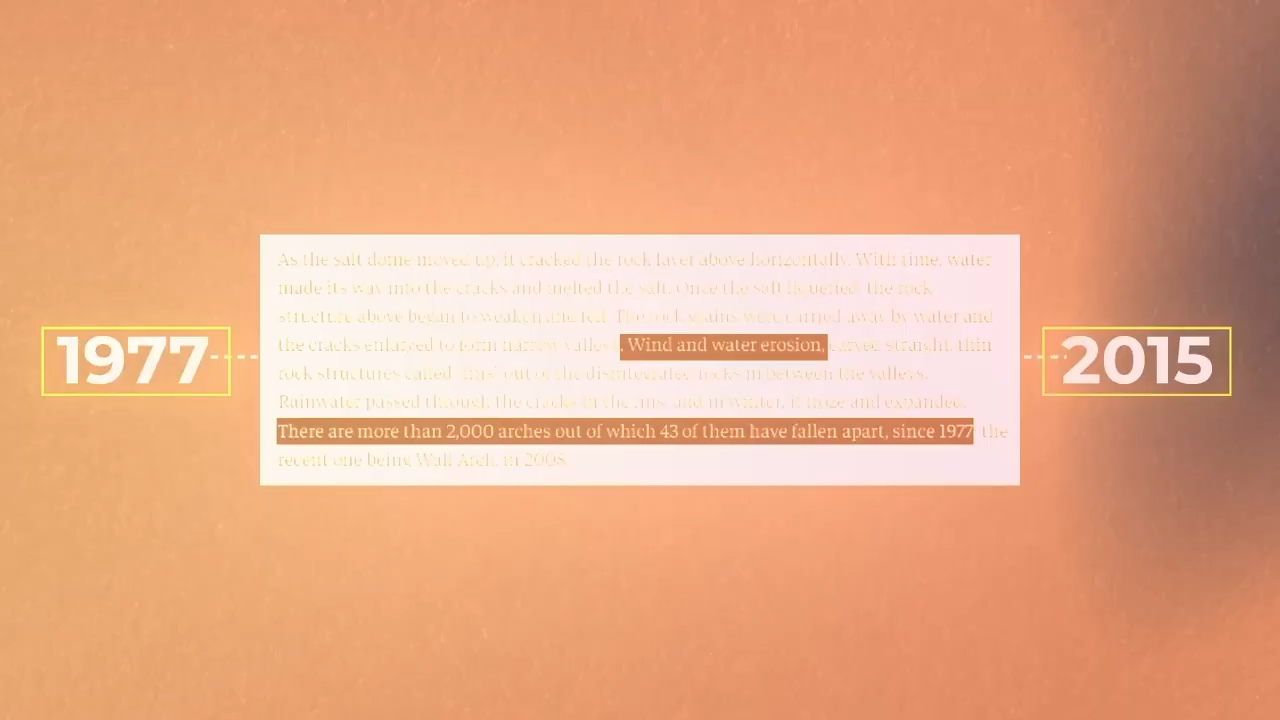 1977
As the salt dome moved up, it cracked the rock layer above horizontally. With time, water
made its way into the cracks and melted the salt. Once the salt liquefied, the rock
structure above began to weaken and fell. The rock grains were carried away by water and
the cracks enlarged to form narrow valleys. Wind and water erosion, carved straight, thin
rock structures called 'fins' out of the disintegrated rocks in between the valleys.
Rainwater passed through the cracks in the fins, and in winter, it froze and expanded.
There are more than 2,000 arches out of which 43 of them have fallen apart, since 1977, the
recent one being Wall Arch, in 2008.
2015